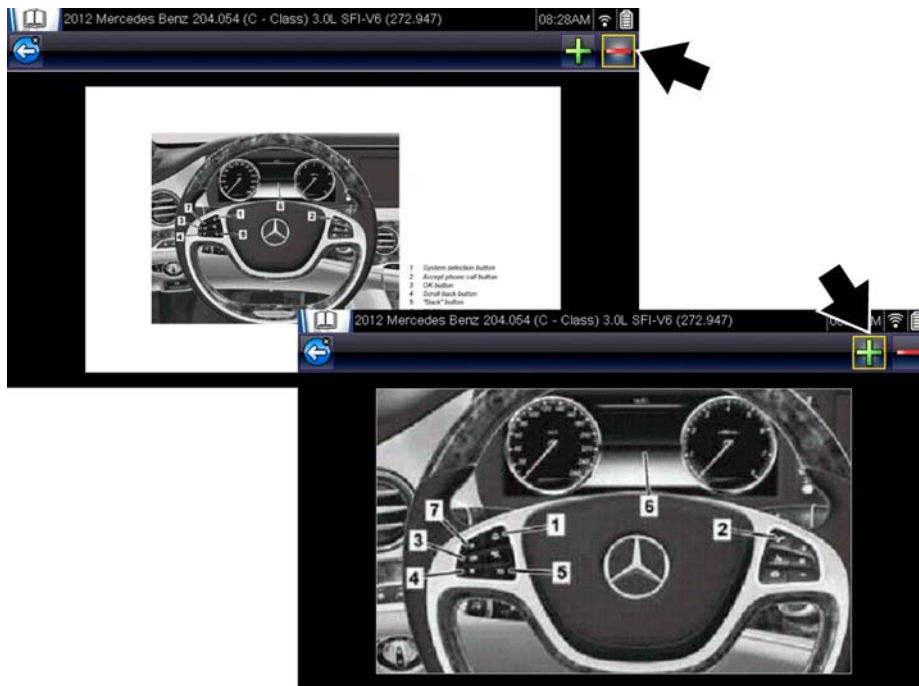 2012 Mercedes Benz 204.054 (C - Class) 3.0L SFI-V6 (272.947) 08:28AM
7
1
6
2
3
4
5
1 System selection button
2 Accept phone call button
3 OK button
4 Scroll back button
5 "Back" button
2012 Mercedes Benz 204.054 (C - Class) 3.0L SFI-V6 (272.947) M
7
1
6
2
3
4
5